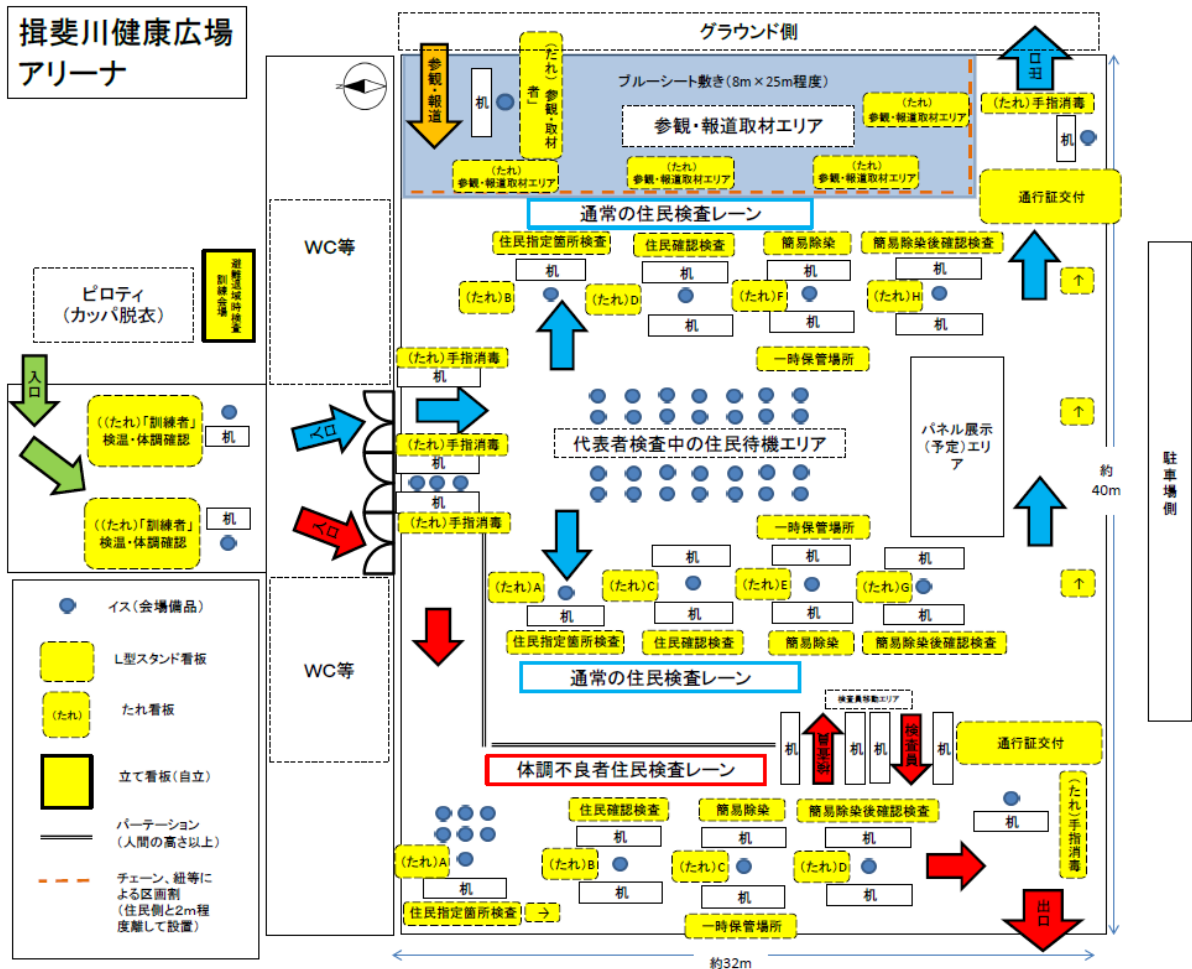 揖斐川健康広場
アリーナ
グラウンド側
参観・報道
机
(たれ)参観・取材
者」
ブルーシート敷き(8m×25m程度)
参観・報道取材エリア
(たれ)
参観・報道取材エリア
(たれ)
参観・報道取材エリア
(たれ)
参観・報道取材エリア
(たれ)
参観・報道取材エリア
出口
(たれ)手指消毒
机
通行証交付
N
WC等
ピロティ
(カッパ脱衣)
避難退域時検査
訓練会場
通常の住民検査レーン
住民指定箇所検査
住民確認検査
簡易除染
簡易除染後確認検査
机
机
机
机
(たれ)B
(たれ)D
(たれ)F
(たれ)H
机
机
机
↑
一時保管場所
(たれ)手指消毒
机
入口
((たれ)「訓練者」
検温・体調確認
机
入口
(たれ)手指消毒
机
机
(たれ)手指消毒
入口
((たれ)「訓練者」
検温・体調確認
机
代表者検査中の住民待機エリア
パネル展示
(予定)エリア
↑
約
40m
駐車場側
一時保管場所
机
机
机
(たれ)A
(たれ)C
(たれ)E
(たれ)G
↑
机
机
机
机
住民指定箇所検査
住民確認検査
簡易除染
簡易除染後確認検査
通常の住民検査レーン
WC等
検査員移動エリア
机
検査員
机
机
検査員
机
通行証交付
体調不良者住民検査レーン
住民確認検査
簡易除染
簡易除染後確認検査
机
机
机
机
(たれ)手指消毒
(たれ)A
(たれ)B
(たれ)C
(たれ)D
机
机
机
机
住民指定箇所検査
→
一時保管場所
出口
約32m
イス(会場備品)
L型スタンド看板
(たれ)
たれ看板
立て看板(自立)
パーテーション
(人間の高さ以上)
チェーン、紐等に
よる区画割
(住民側と2m程
度離して設置)